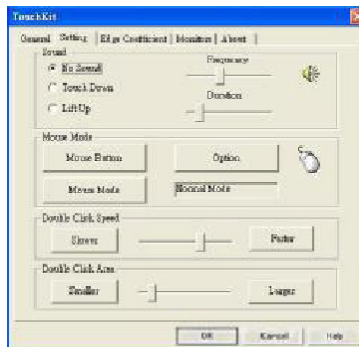 TouchKit
General Setting Edge Coefficient Monitors About
Sound
No Sound
Touch Down
Lift Up
Frequency
Duration
Mouse Mode
Mouse Button
Option
Mouse Mode
Normal Mode
Double Click Speed
Slower
Faster
Double Click Area
Smaller
Larger
OK Cancel Help